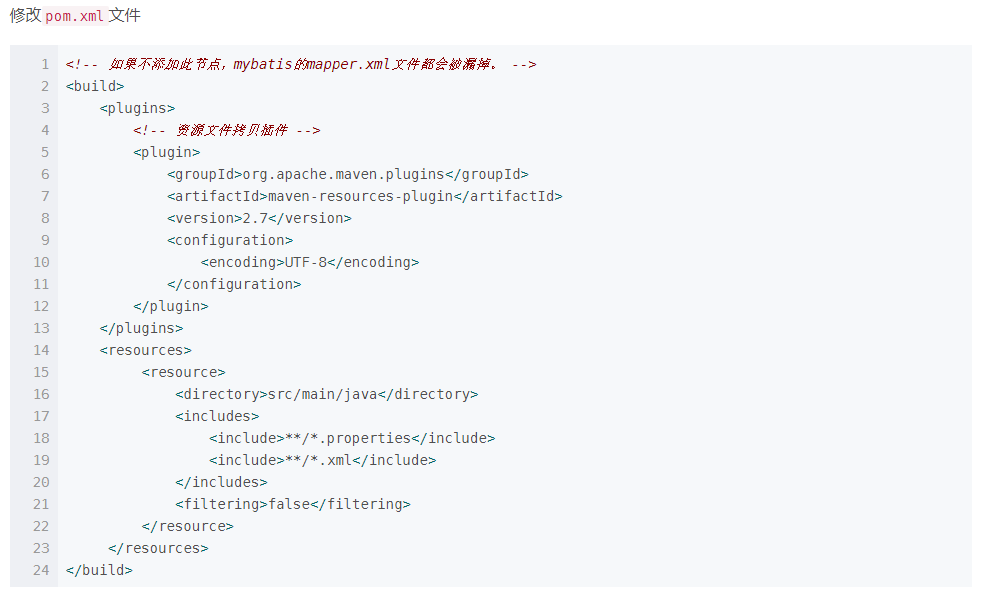 修改 pom.xml 文件
1 <!-- 如果不添加此节点，mybatis的mapper.xml文件都会被漏掉。 -->
2 <build>
3     <plugins>
4         <!-- 资源文件拷贝插件 -->
5         <plugin>
6             <groupId>org.apache.maven.plugins</groupId>
7             <artifactId>maven-resources-plugin</artifactId>
8             <version>2.7</version>
9             <configuration>
10                 <encoding>UTF-8</encoding>
11             </configuration>
12         </plugin>
13     </plugins>
14     <resources>
15          <resource>
16              <directory>src/main/java</directory>
17              <includes>
18                  <include>**/*.properties</include>
19                  <include>**/*.xml</include>
20              </includes>
21              <filtering>false</filtering>
22          </resource>
23      </resources>
24 </build>